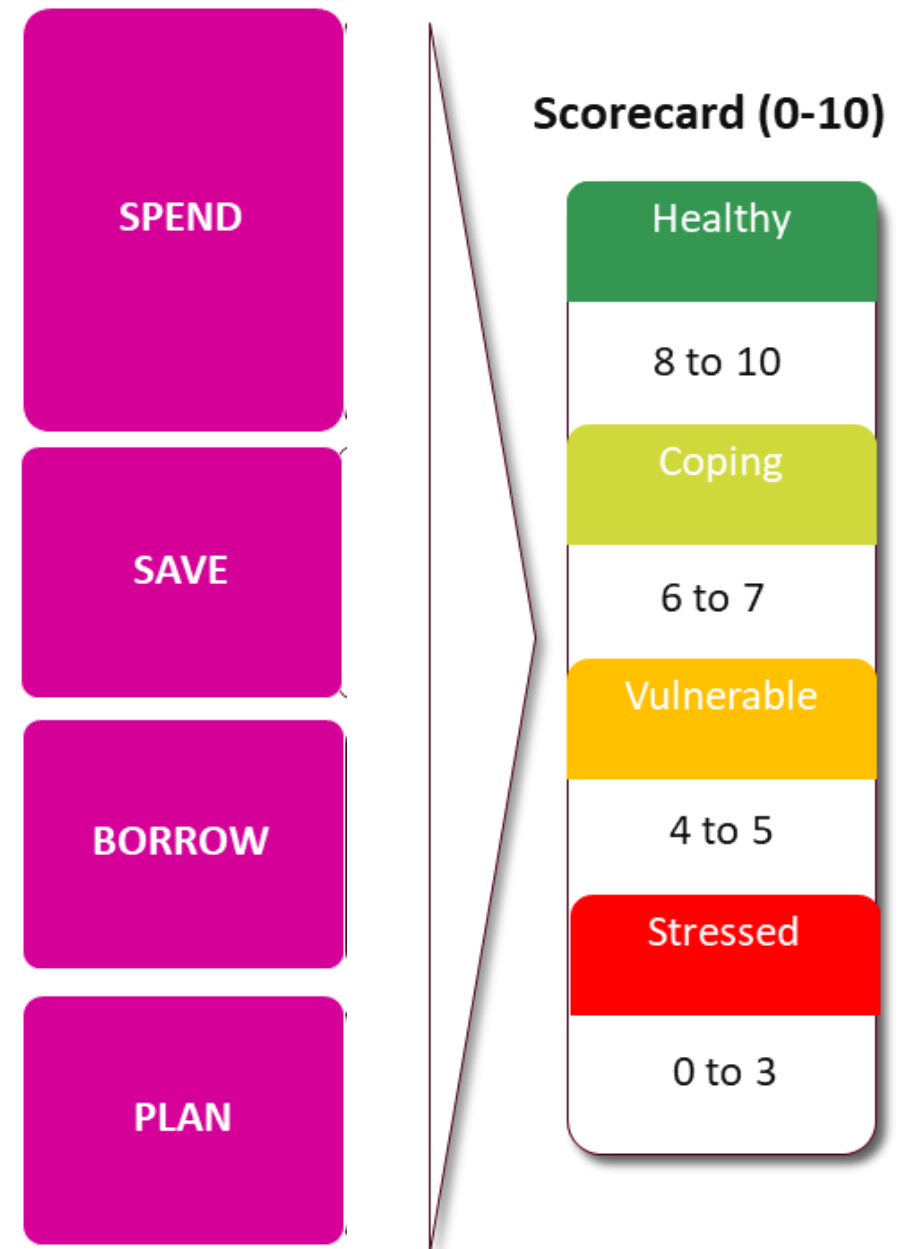 SPEND
SAVE
BORROW
PLAN
Scorecard (0-10)
Healthy
8 to 10
Coping
6 to 7
Vulnerable
4 to 5
Stressed
0 to 3